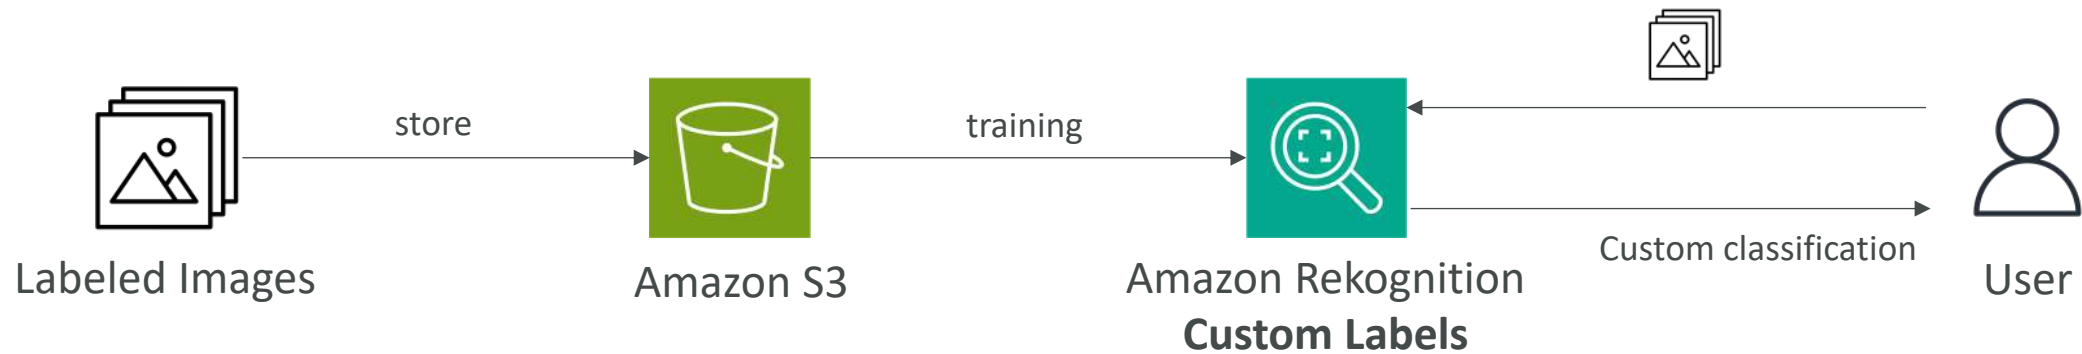 store
training
Custom classification
Labeled Images
Amazon S3
Amazon Rekognition
Custom Labels
User